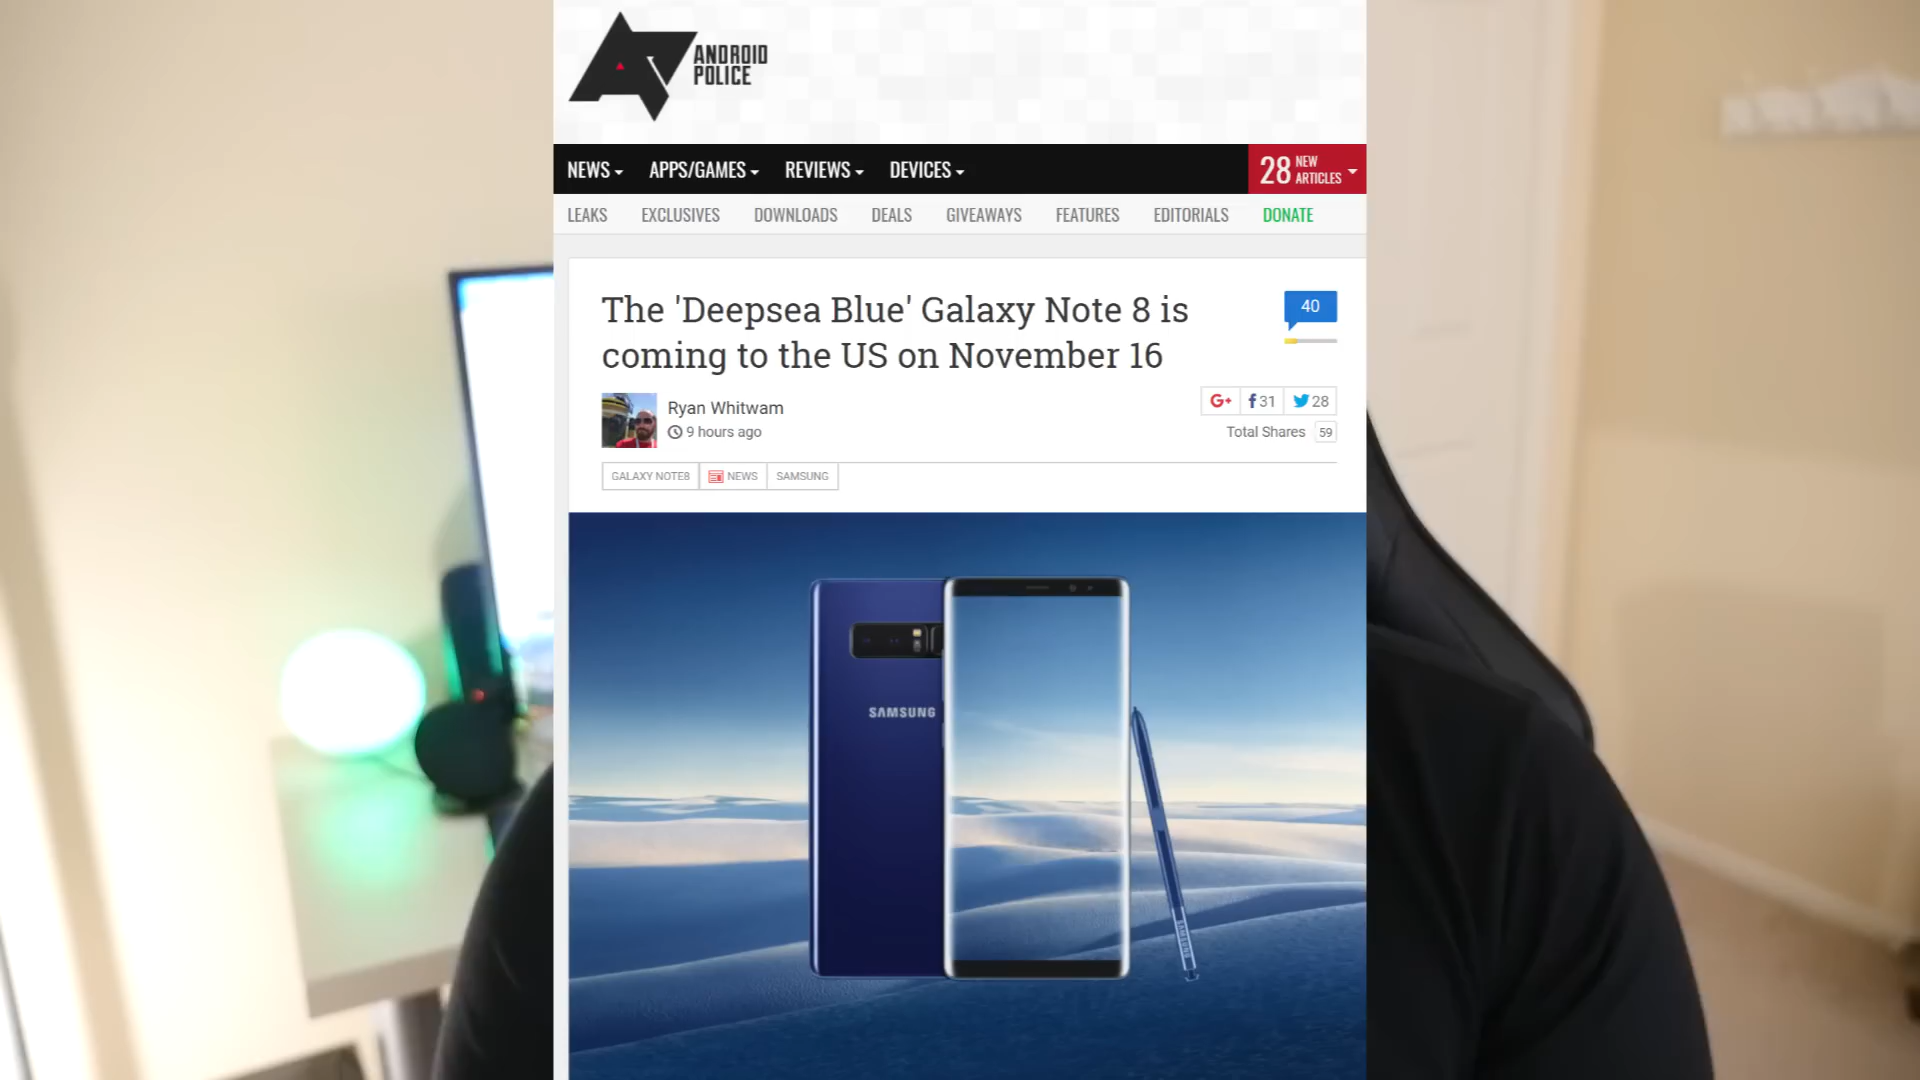 ANDROID
POLICE
NEWS APPS/GAMES REVIEWS DEVICES 28 NEW ARTICLES
LEAKS EXCLUSIVES DOWNLOADS DEALS GIVEAWAYS FEATURES EDITORIALS DONATE
The 'Deepsea Blue' Galaxy Note 8 is
coming to the US on November 16
40
Ryan Whitwam
9 hours ago
G+ f 31 28
Total Shares 59
GALAXY NOTE8 NEWS SAMSUNG
SAMSUNG
SAMSUNG